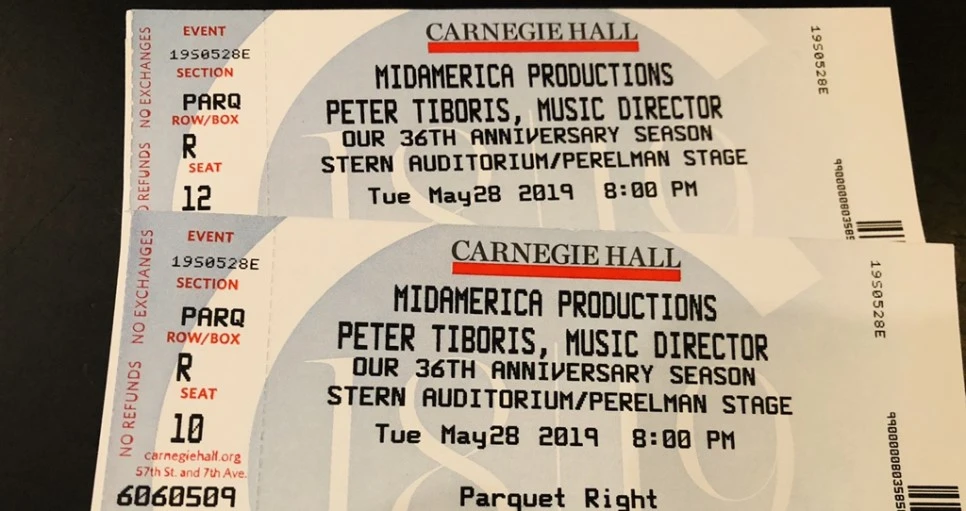 NO REFUNDS NO EXCHANGES
EVENT
19S0528E
SECTION
PARQ
ROW/BOX
R
SEAT
12
CARNEGIE HALL
MIDAMERICA PRODUCTIONS
PETER TIBORIS, MUSIC DIRECTOR
OUR 36TH ANNIVERSARY SEASON
STERN AUDITORIUM/PERELMAN STAGE
Tue May28 2019 8:00 PM
19S0528E
NO REFUNDS NO EXCHANGES
EVENT
19S0528E
SECTION
PARQ
ROW/BOX
R
SEAT
10
carnegiehall.org
57th St. and 7th Ave.
6060509
CARNEGIE HALL
MIDAMERICA PRODUCTIONS
PETER TIBORIS, MUSIC DIRECTOR
OUR 36TH ANNIVERSARY SEASON
STERN AUDITORIUM/PERELMAN STAGE
Tue May28 2019 8:00 PM
Parquet Right
19S0528E